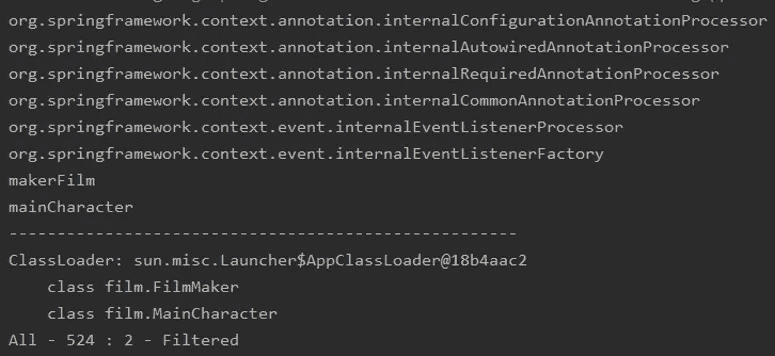 org.springframework.context.annotation.internalConfigurationAnnotationProcessor
org.springframework.context.annotation.internalAutowiredAnnotationProcessor
org.springframework.context.annotation.internalRequiredAnnotationProcessor
org.springframework.context.annotation.internalCommonAnnotationProcessor
org.springframework.context.event.internalEventListenerProcessor
org.springframework.context.event.internalEventListenerFactory
makerFilm
mainCharacter
-----------------------------------------------------
ClassLoader: sun.misc.Launcher$AppClassLoader@18b4aac2
    class film.FilmMaker
    class film.MainCharacter
All - 524 : 2 - Filtered